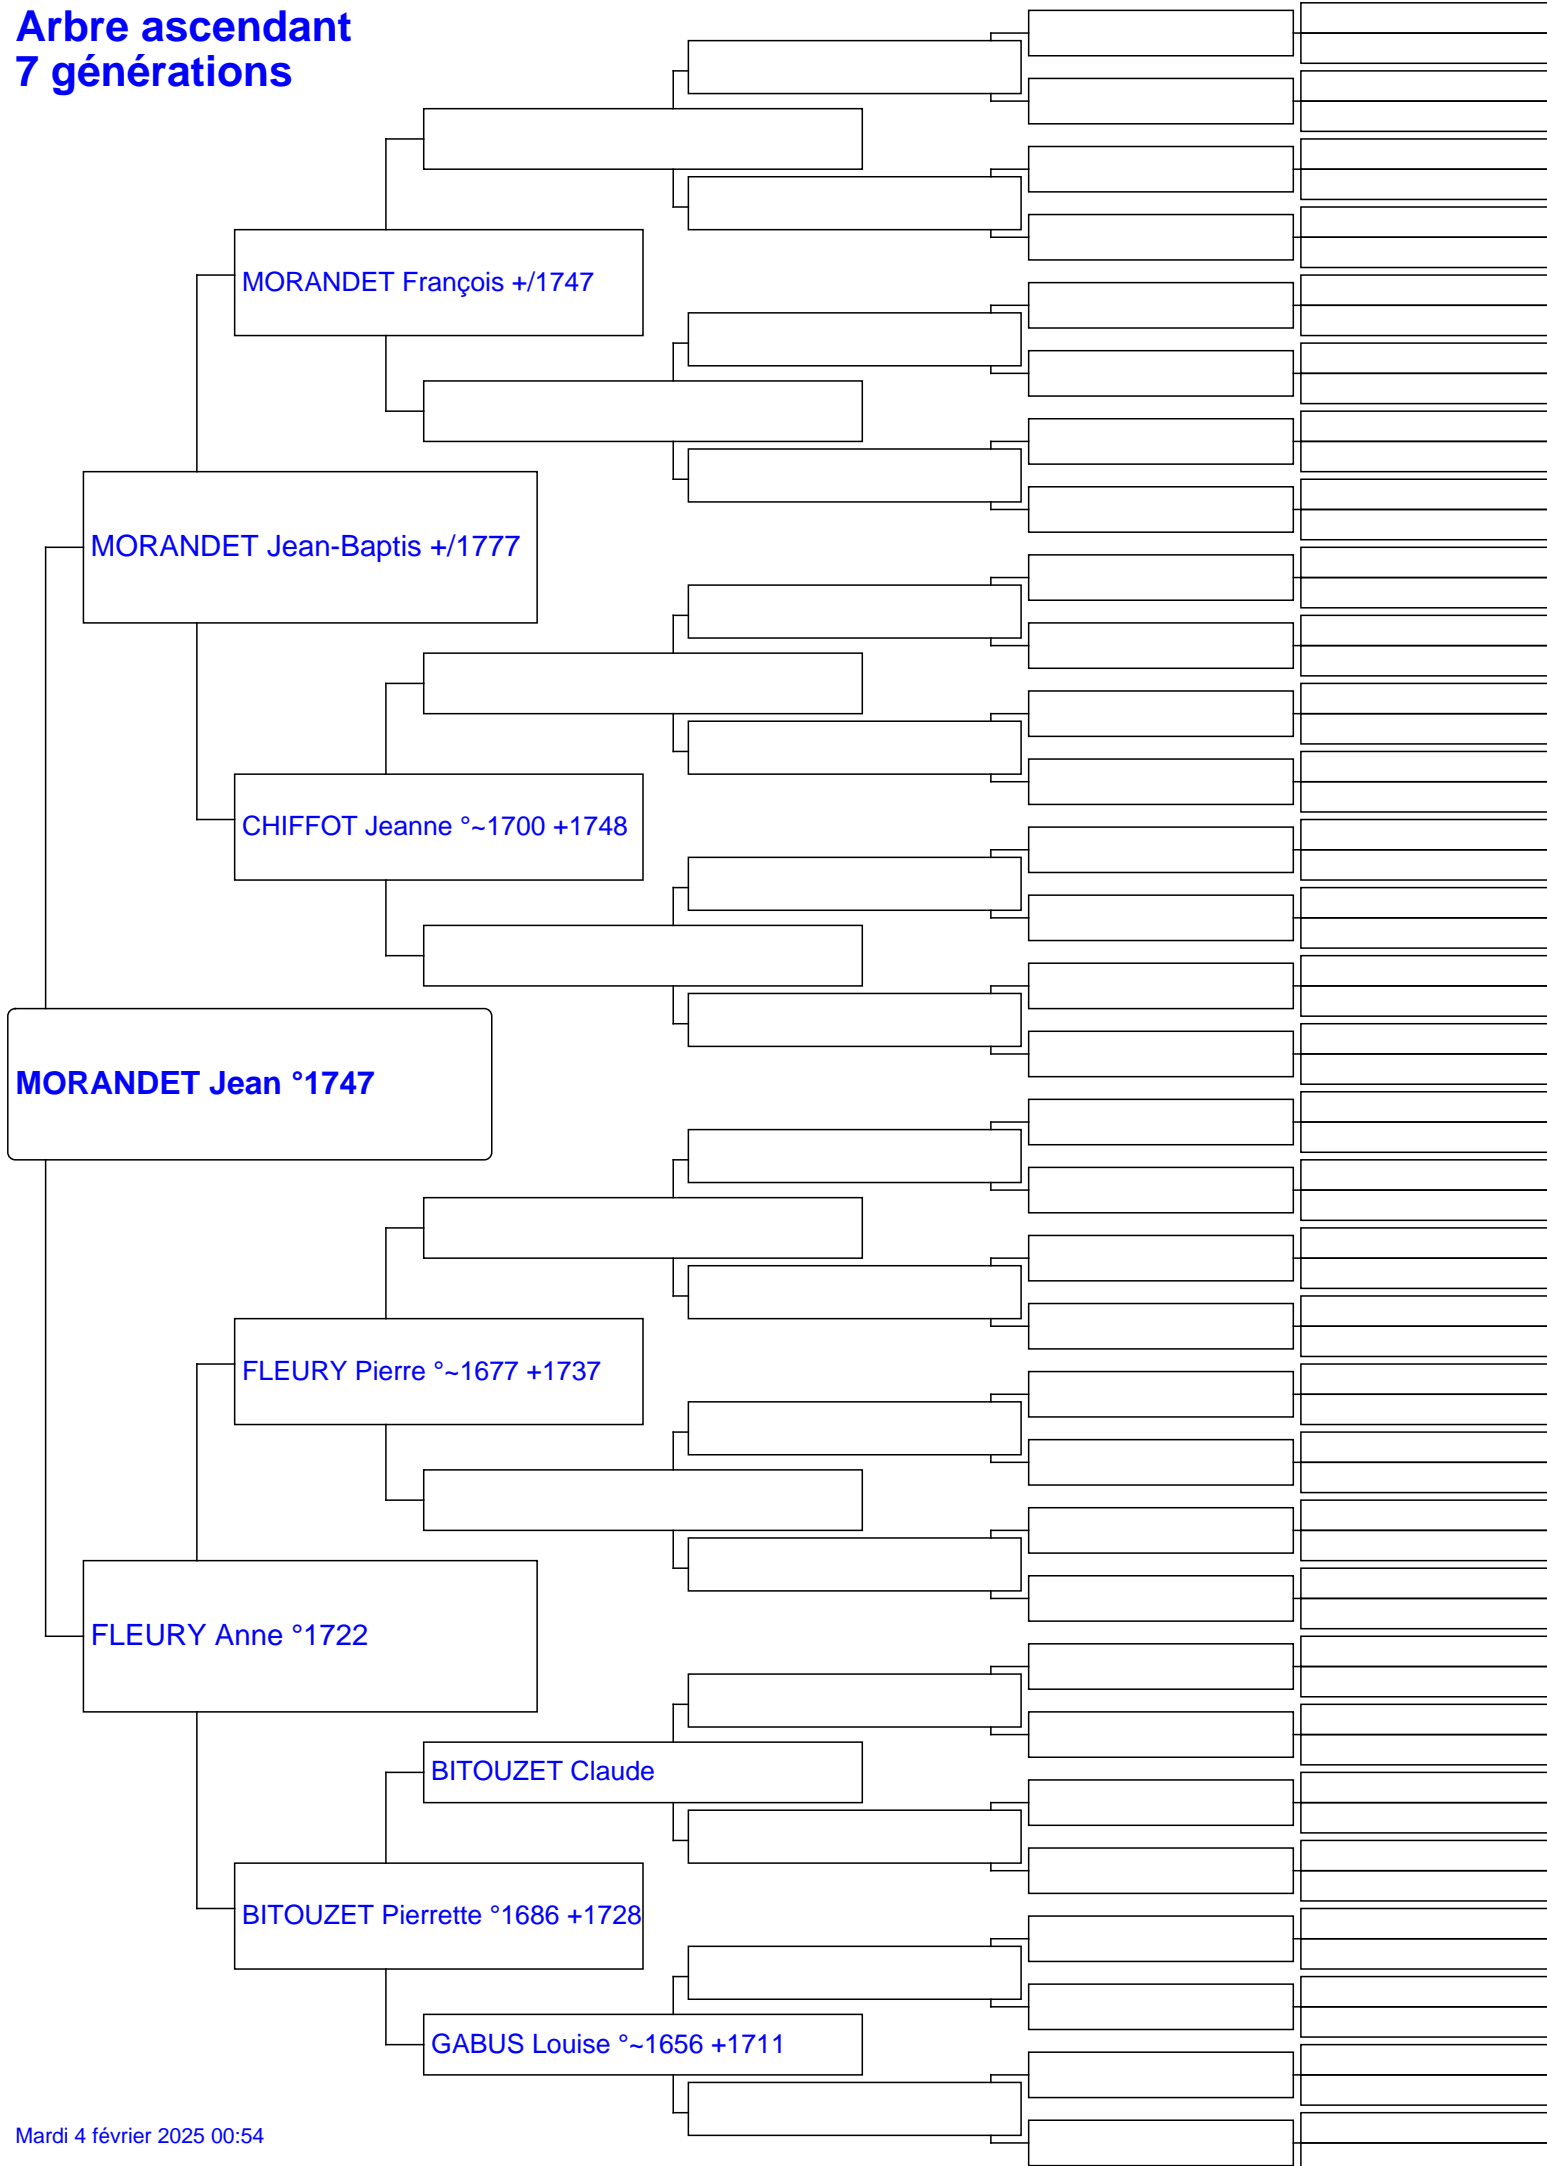 Arbre ascendant
7 générations
MORANDET François +/1747
MORANDET Jean-Baptis +/1777
CHIFFOT Jeanne °~1700 +1748
MORANDET Jean °1747
FLEURY Pierre °~1677 +1737
FLEURY Anne °1722
BITOUZET Claude
BITOUZET Pierrette °1686 +1728
GABUS Louise °~1656 +1711
Mardi 4 février 2025 00:54